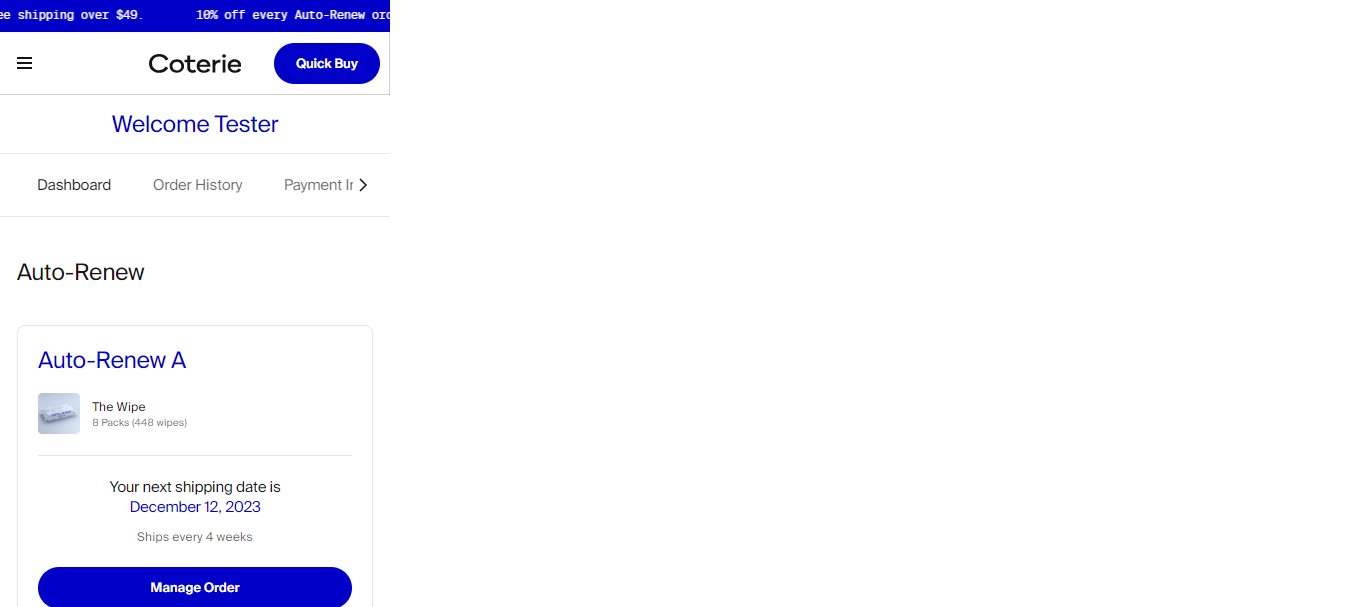 ee shipping over $49. 10% off every Auto-Renew
Coterie
Quick Buy
Welcome Tester
Dashboard Order History Payment
Auto-Renew
Auto-Renew A
The Wipe
8 Packs (448 wipes)
Your next shipping date is
December 12, 2023
Ships every 4 weeks
Manage Order